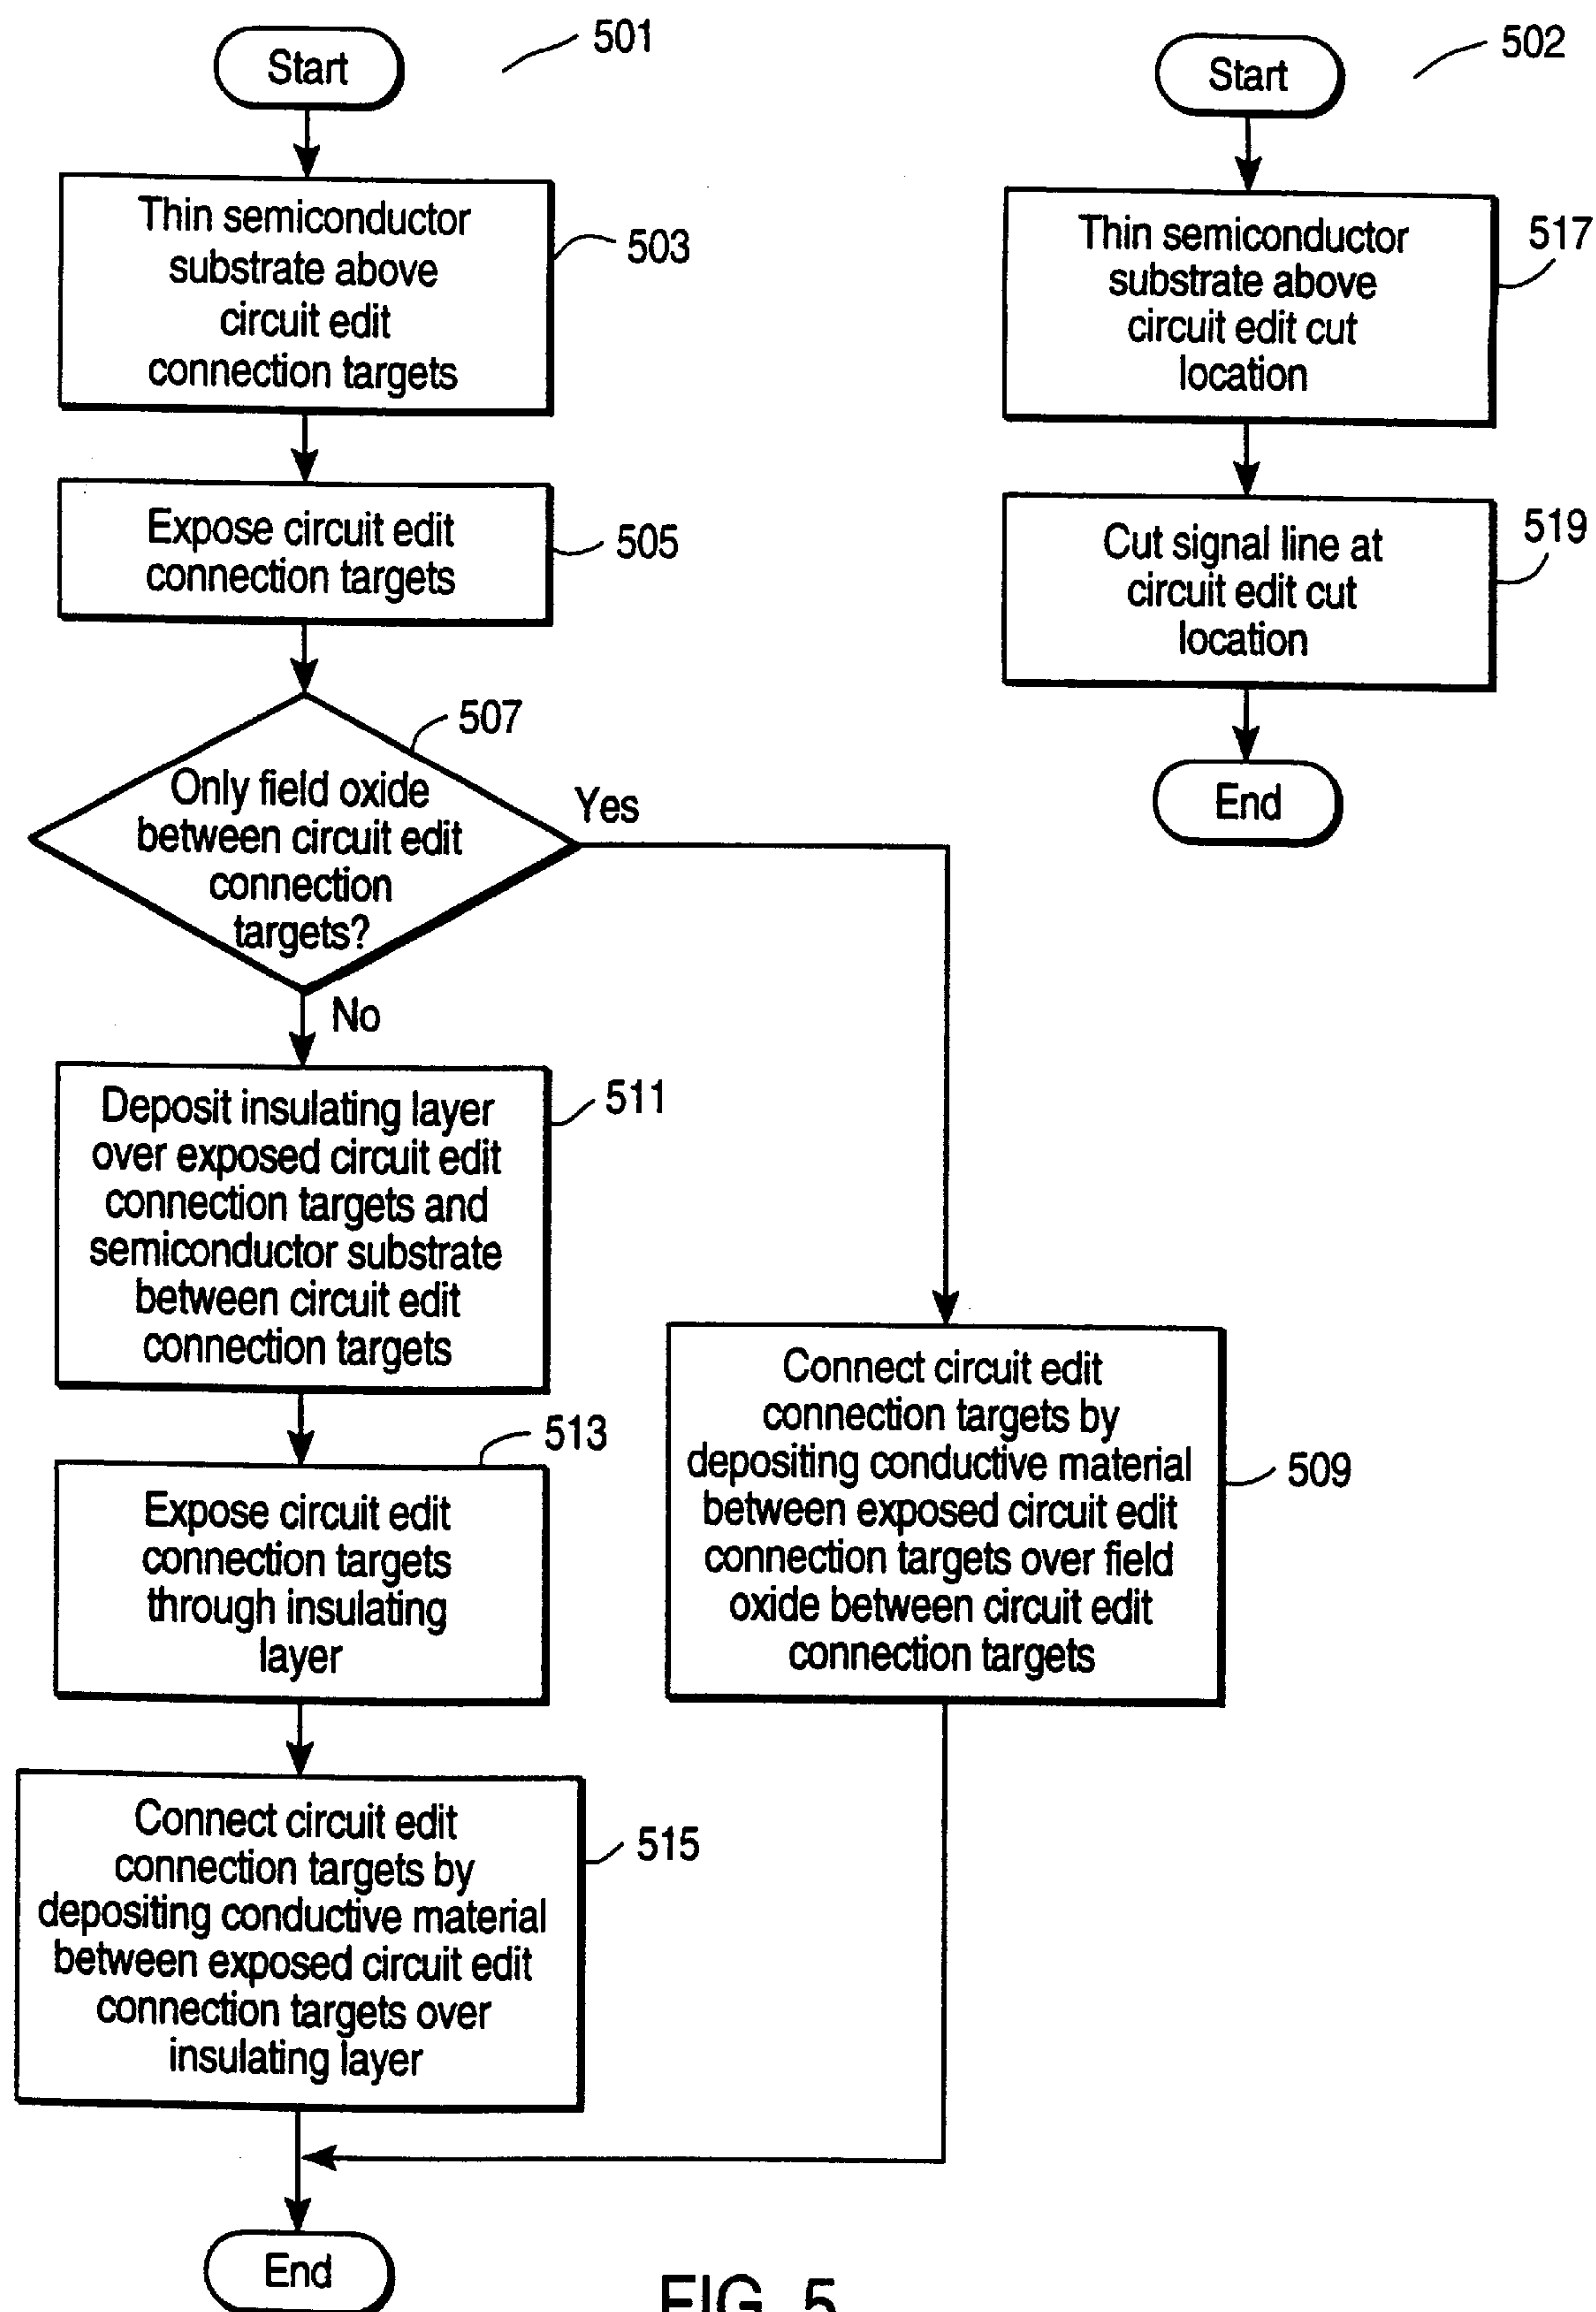 Start
501
Thin semiconductor
substrate above
circuit edit
connection targets
503
Expose circuit edit
connection targets
505
507
Only field oxide
between circuit edit
connection
targets?
Yes
No
Deposit insulating layer
over exposed circuit edit
connection targets and
semiconductor substrate
between circuit edit
connection targets
511
513
Expose circuit edit
connection targets
through insulating
layer
Connect circuit edit
connection targets by
depositing conductive material
between exposed circuit edit
connection targets over
insulating layer
515
Connect circuit edit
connection targets by
depositing conductive material
between exposed circuit edit
connection targets over field
oxide between circuit edit
connection targets
509
End
Start
502
Thin semiconductor
substrate above
circuit edit cut
location
517
Cut signal line at
circuit edit cut
location
519
End
FIG. 5